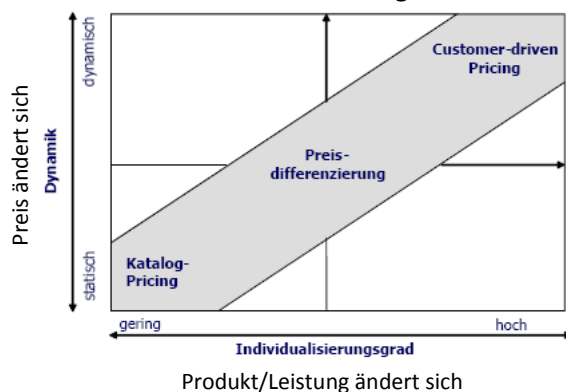 dynamisch
Customer-driven
Pricing
Preis ändert sich
Dynamik
Preis-
differenzierung
Katalog-
Pricing
statisch
gering
hoch
Individualisierungsgrad
Produkt/Leistung ändert sich